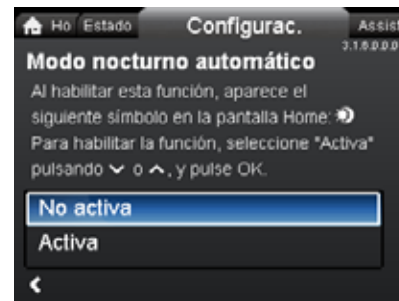 Ho Estado Configurac. Assist
3.1.6.0.0.0
Modo nocturno automático
Al habilitar esta función, aparece el
siguiente símbolo en la pantalla Home:
Para habilitar la función, seleccione "Activa"
pulsando ⌄ o ⌃, y pulse OK.
No activa
Activa